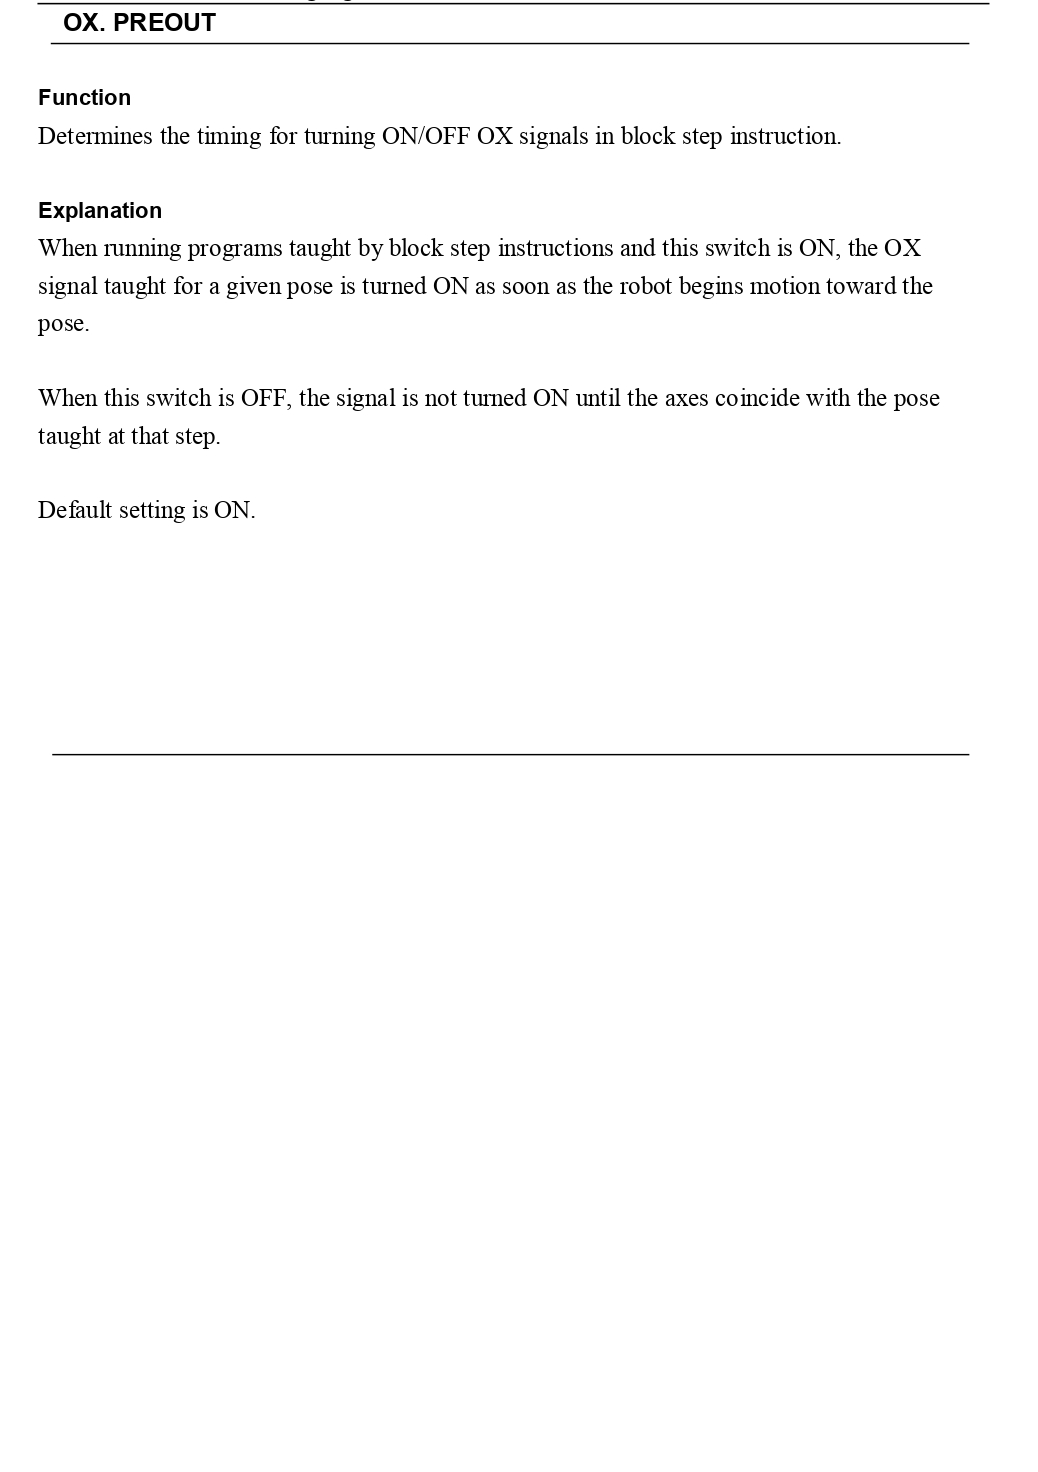 OX. PREOUT
Function
Determines the timing for turning ON/OFF OX signals in block step instruction.
Explanation
When running programs taught by block step instructions and this switch is ON, the OX
signal taught for a given pose is turned ON as soon as the robot begins motion toward the
pose.
When this switch is OFF, the signal is not turned ON until the axes coincide with the pose
taught at that step.
Default setting is ON.